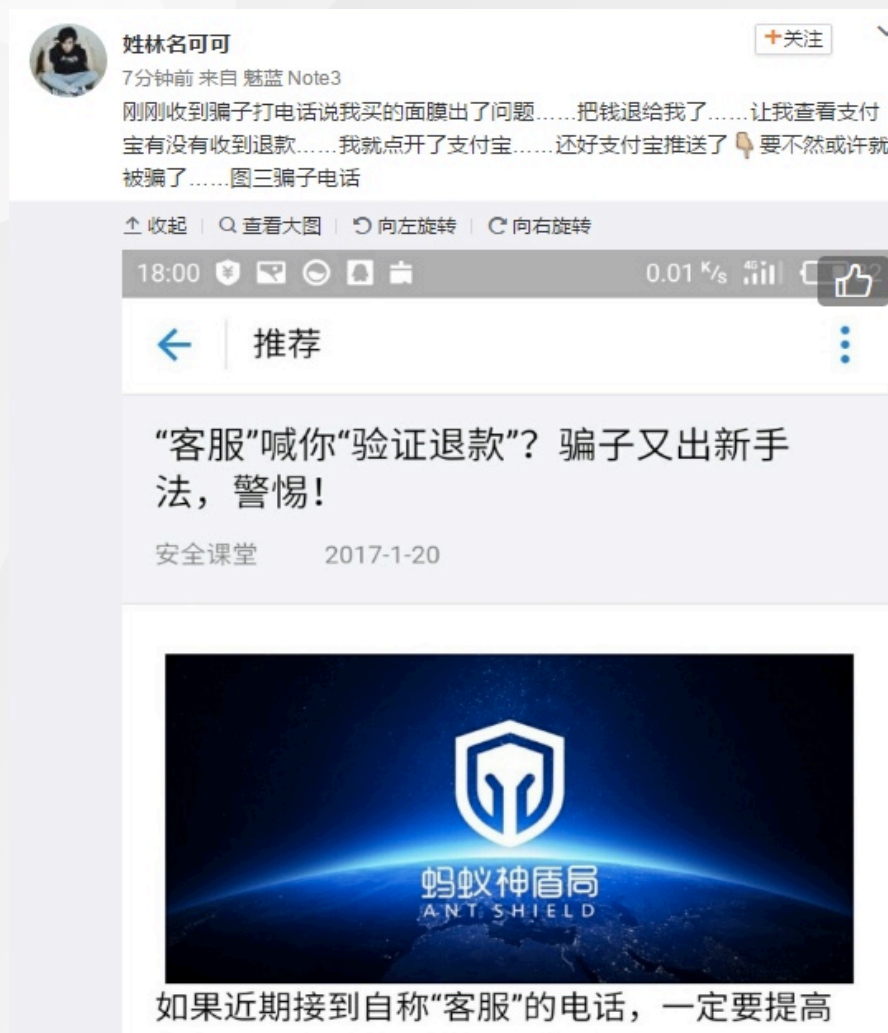 姓林名可可
+关注
7分钟前 来自 魅蓝 Note3
刚刚收到骗子打电话说我买的面膜出了问题……把钱退给我了……让我查看支付
宝有没有收到退款……我就点开了支付宝……还好支付宝推送了👇要不然或许就
被骗了……图三骗子电话
收起 查看大图 向左旋转 向右旋转
18:00 0.01 K/s 4G
推荐
“客服”喊你“验证退款”？骗子又出新手
法，警惕！
安全课堂 2017-1-20
蚂蚁神盾局
ANT SHIELD
如果近期接到自称“客服”的电话，一定要提高